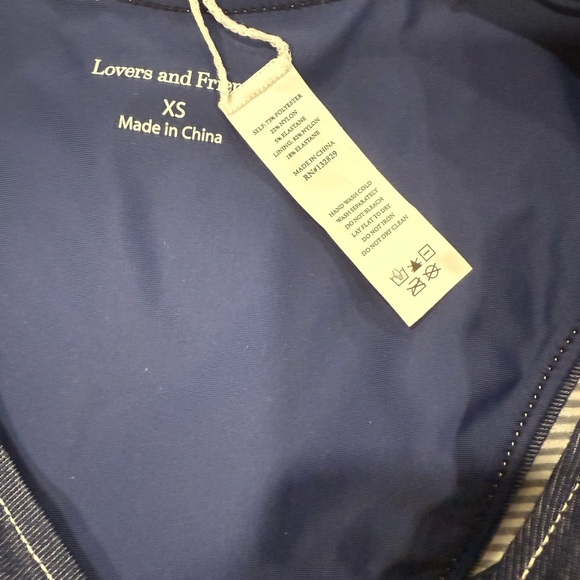 Lovers and Frien
XS
Made in China
SELF: 73% POLYESTER
22% NYLON
5% ELASTANE
LINING: 82% NYLON
18% ELASTANE
MADE IN CHINA
RN#132829
HAND WASH COLD
WASH SEPARATELY
DO NOT BLEACH
LAY FLAT TO DRY
DO NOT IRON
DO NOT DRY CLEAN